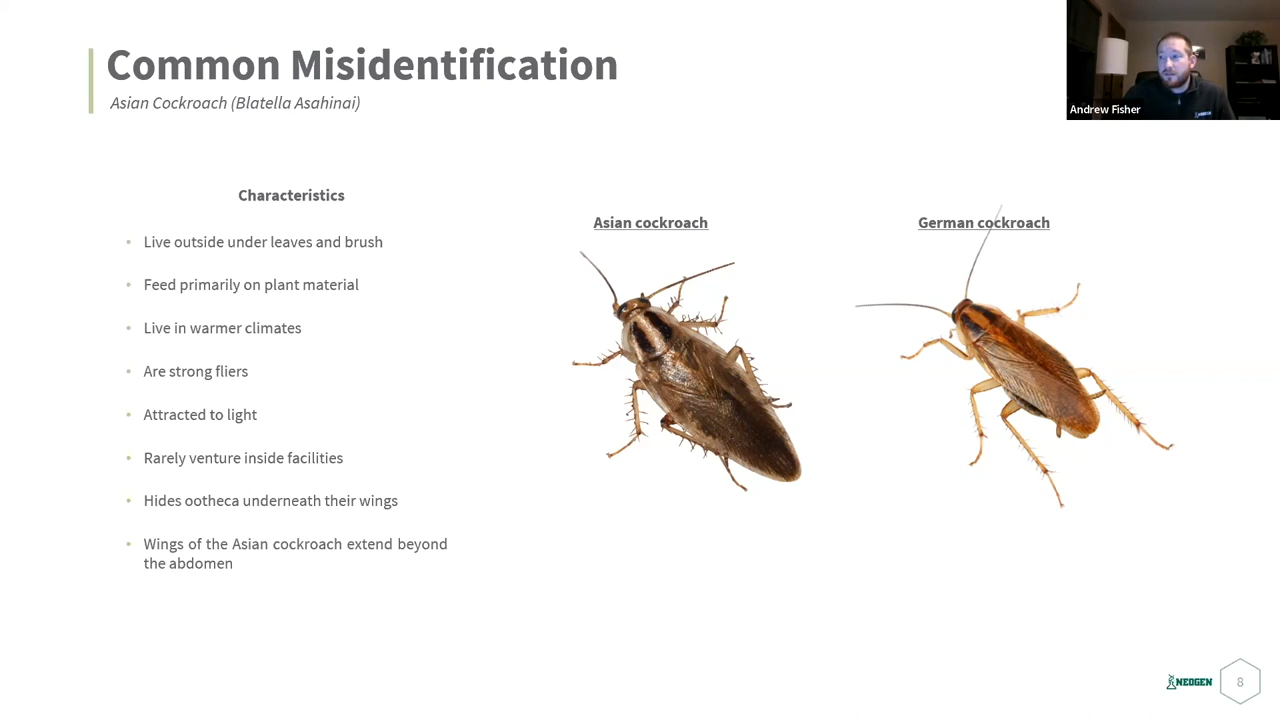 Common Misidentification
Asian Cockroach (Blatella Asahinai)
Andrew Fisher
Characteristics
• Live outside under leaves and brush
• Feed primarily on plant material
• Live in warmer climates
• Are strong fliers
• Attracted to light
• Rarely venture inside facilities
• Hides ootheca underneath their wings
• Wings of the Asian cockroach extend beyond
the abdomen
Asian cockroach
German cockroach
NEOGEN
8